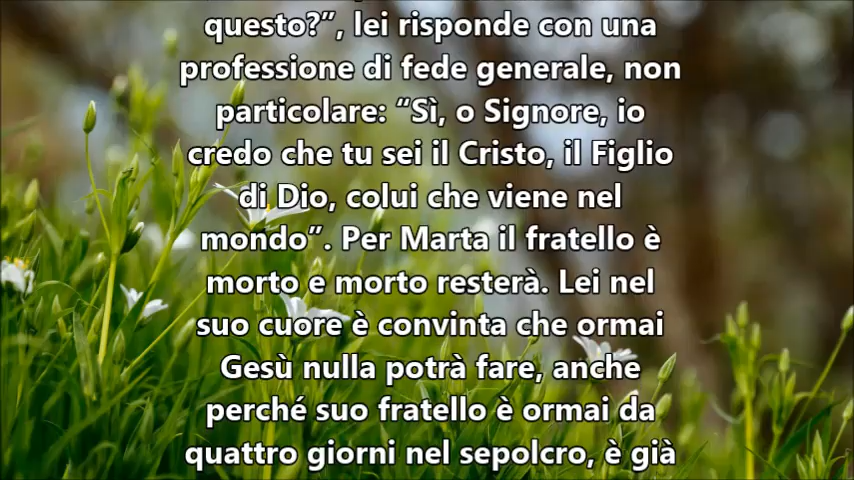 questo?”, lei risponde con una
professione di fede generale, non
particolare: “Sì, o Signore, io
credo che tu sei il Cristo, il Figlio
di Dio, colui che viene nel
mondo”. Per Marta il fratello è
morto e morto resterà. Lei nel
suo cuore è convinta che ormai
Gesù nulla potrà fare, anche
perché suo fratello è ormai da
quattro giorni nel sepolcro, è già